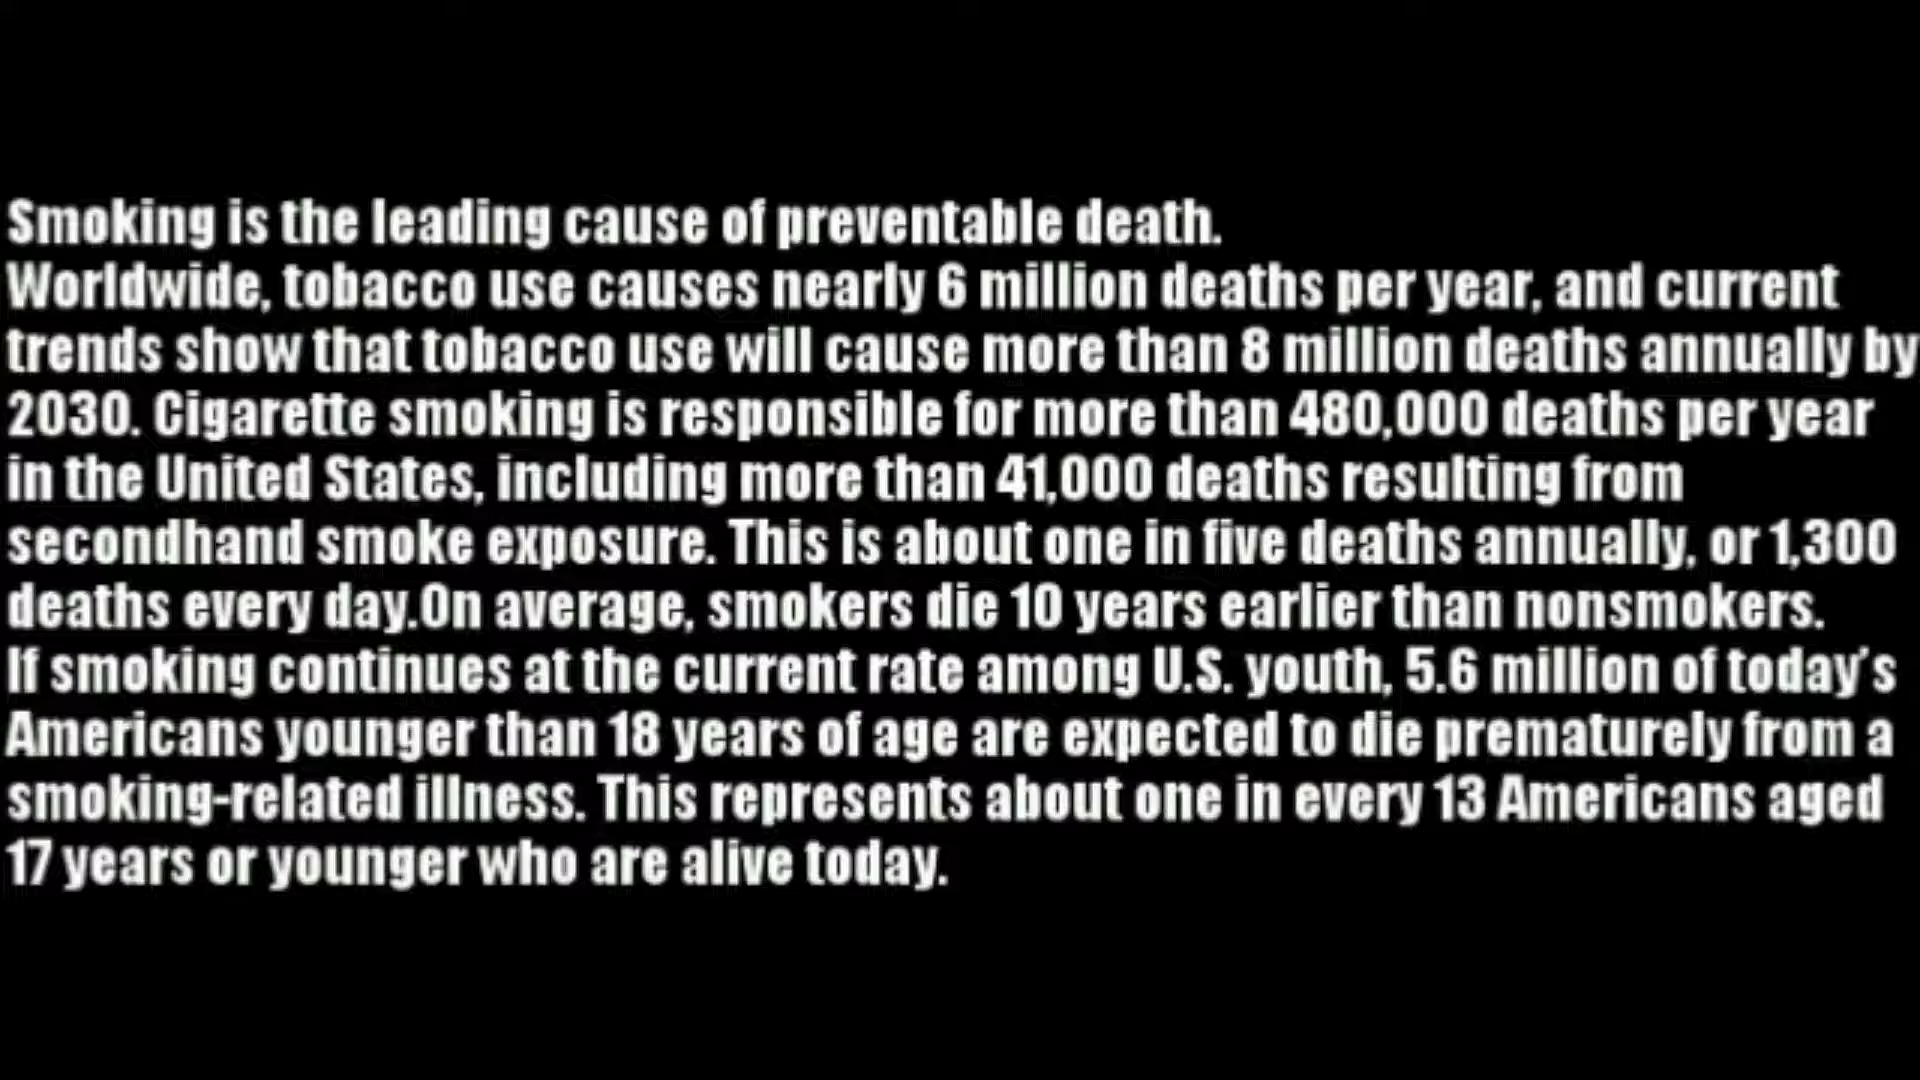 Smoking is the leading cause of preventable death.
Worldwide, tobacco use causes nearly 6 million deaths per year, and current
trends show that tobacco use will cause more than 8 million deaths annually by
2030. Cigarette smoking is responsible for more than 480,000 deaths per year
in the United States, including more than 41,000 deaths resulting from
secondhand smoke exposure. This is about one in five deaths annually, or 1,300
deaths every day.On average, smokers die 10 years earlier than nonsmokers.
If smoking continues at the current rate among U.S. youth, 5.6 million of today's
Americans younger than 18 years of age are expected to die prematurely from a
smoking-related illness. This represents about one in every 13 Americans aged
17 years or younger who are alive today.